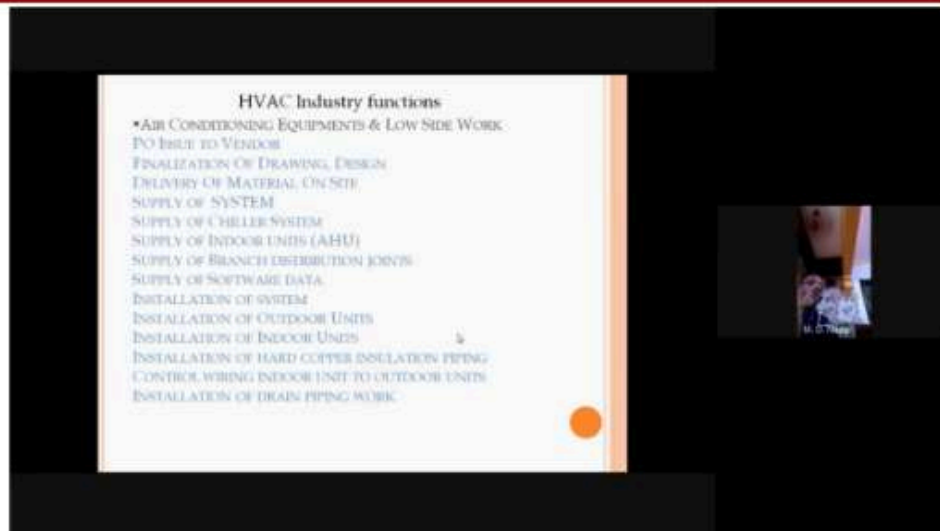 HVAC Industry functions
▪AIR CONDITIONING EQUIPMENTS & LOW SIDE WORK
PO ISSUE TO VENDOR
FINALIZATION OF DRAWING, DESIGN
DELIVERY OF MATERIAL ON SITE
SUPPLY OF SYSTEM
SUPPLY OF CHILLER SYSTEM
SUPPLY OF INDOOR UNITS (AHU)
SUPPLY OF BRANCH DISTRIBUTION JOINTS
SUPPLY OF SOFTWARE DATA
INSTALLATION OF SYSTEM
INSTALLATION OF OUTDOOR UNITS
INSTALLATION OF INDOOR UNITS
INSTALLATION OF HARD COPPER INSULATION PIPING
CONTROL WIRING INDOOR UNIT TO OUTDOOR UNITS
INSTALLATION OF DRAIN PIPING WORK